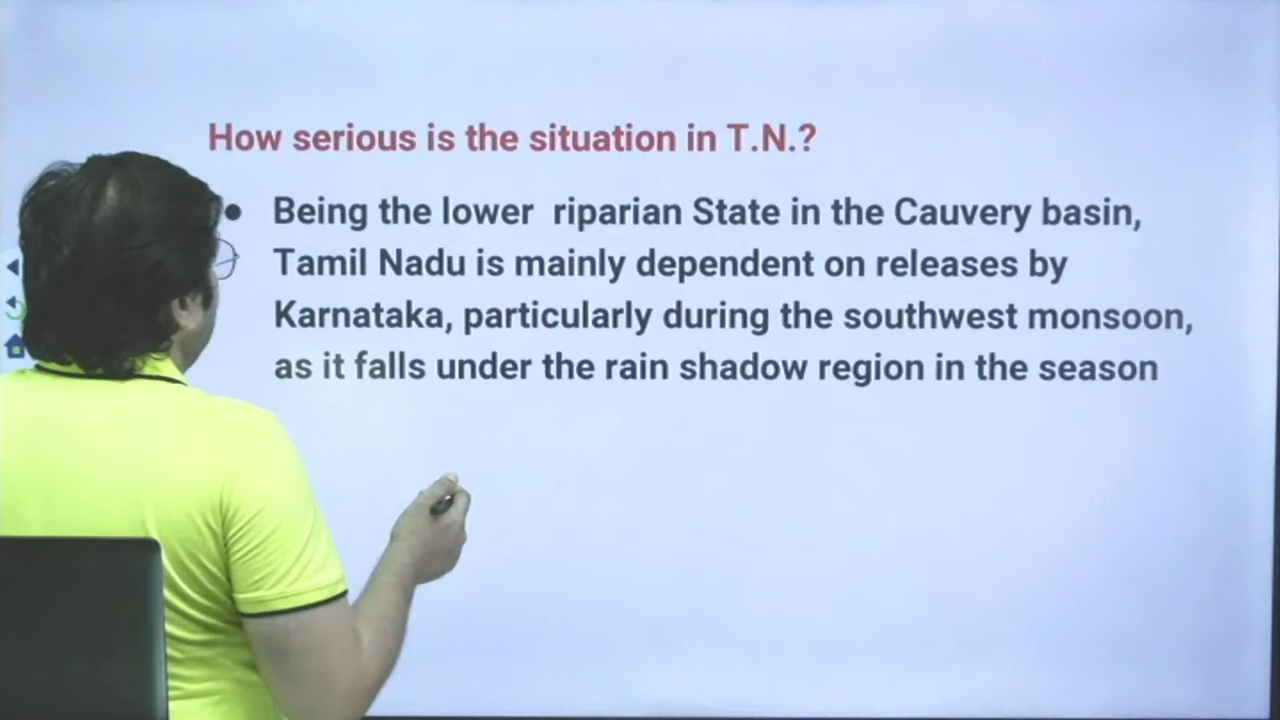 How serious is the situation in T.N.?
● Being the lower riparian State in the Cauvery basin,
Tamil Nadu is mainly dependent on releases by
Karnataka, particularly during the southwest monsoon,
as it falls under the rain shadow region in the season